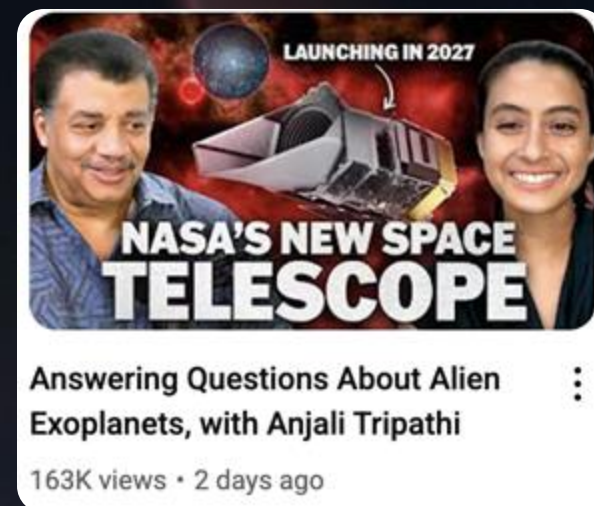 LAUNCHING IN 2027
NASA'S NEW SPACE
TELESCOPE
Answering Questions About Alien
Exoplanets, with Anjali Tripathi
163K views • 2 days ago